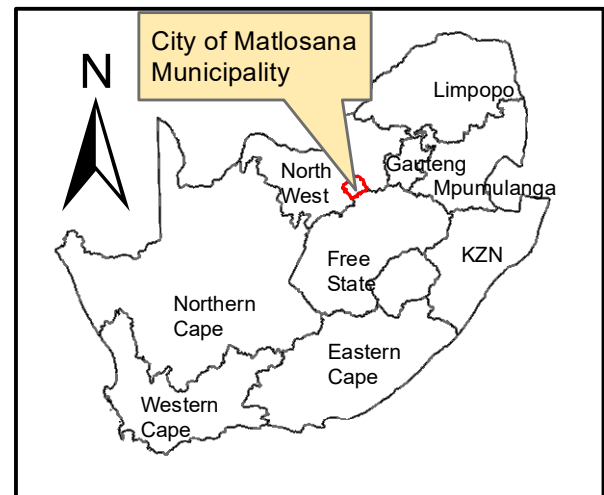 City of Matlosana
Municipality
N
Limpopo
North
West
Gauteng
Mpumulanga
Free
State
KZN
Northern
Cape
Eastern
Cape
Western
Cape